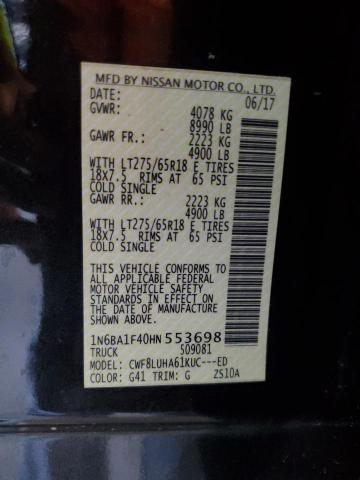 MFD BY NISSAN MOTOR CO., LTD.
DATE: 06/17
GVWR: 4078 KG
8990 LB
GAWR FR.: 2223 KG
4900 LB
WITH LT275/65R18 E TIRES
18X7.5 RIMS AT 65 PSI
COLD SINGLE
GAWR RR.: 2223 KG
4900 LB
WITH LT275/65R18 E TIRES
18X7.5 RIMS AT 65 PSI
COLD SINGLE
THIS VEHICLE CONFORMS TO
ALL APPLICABLE FEDERAL
MOTOR VEHICLE SAFETY
STANDARDS IN EFFECT ON
THE DATE OF MANUFACTURE
SHOWN ABOVE.
1N6BA1F40HN553698
TRUCK 509081
MODEL: CWF8LUHA61KUC---ED
COLOR: G41 TRIM: G ZS10A